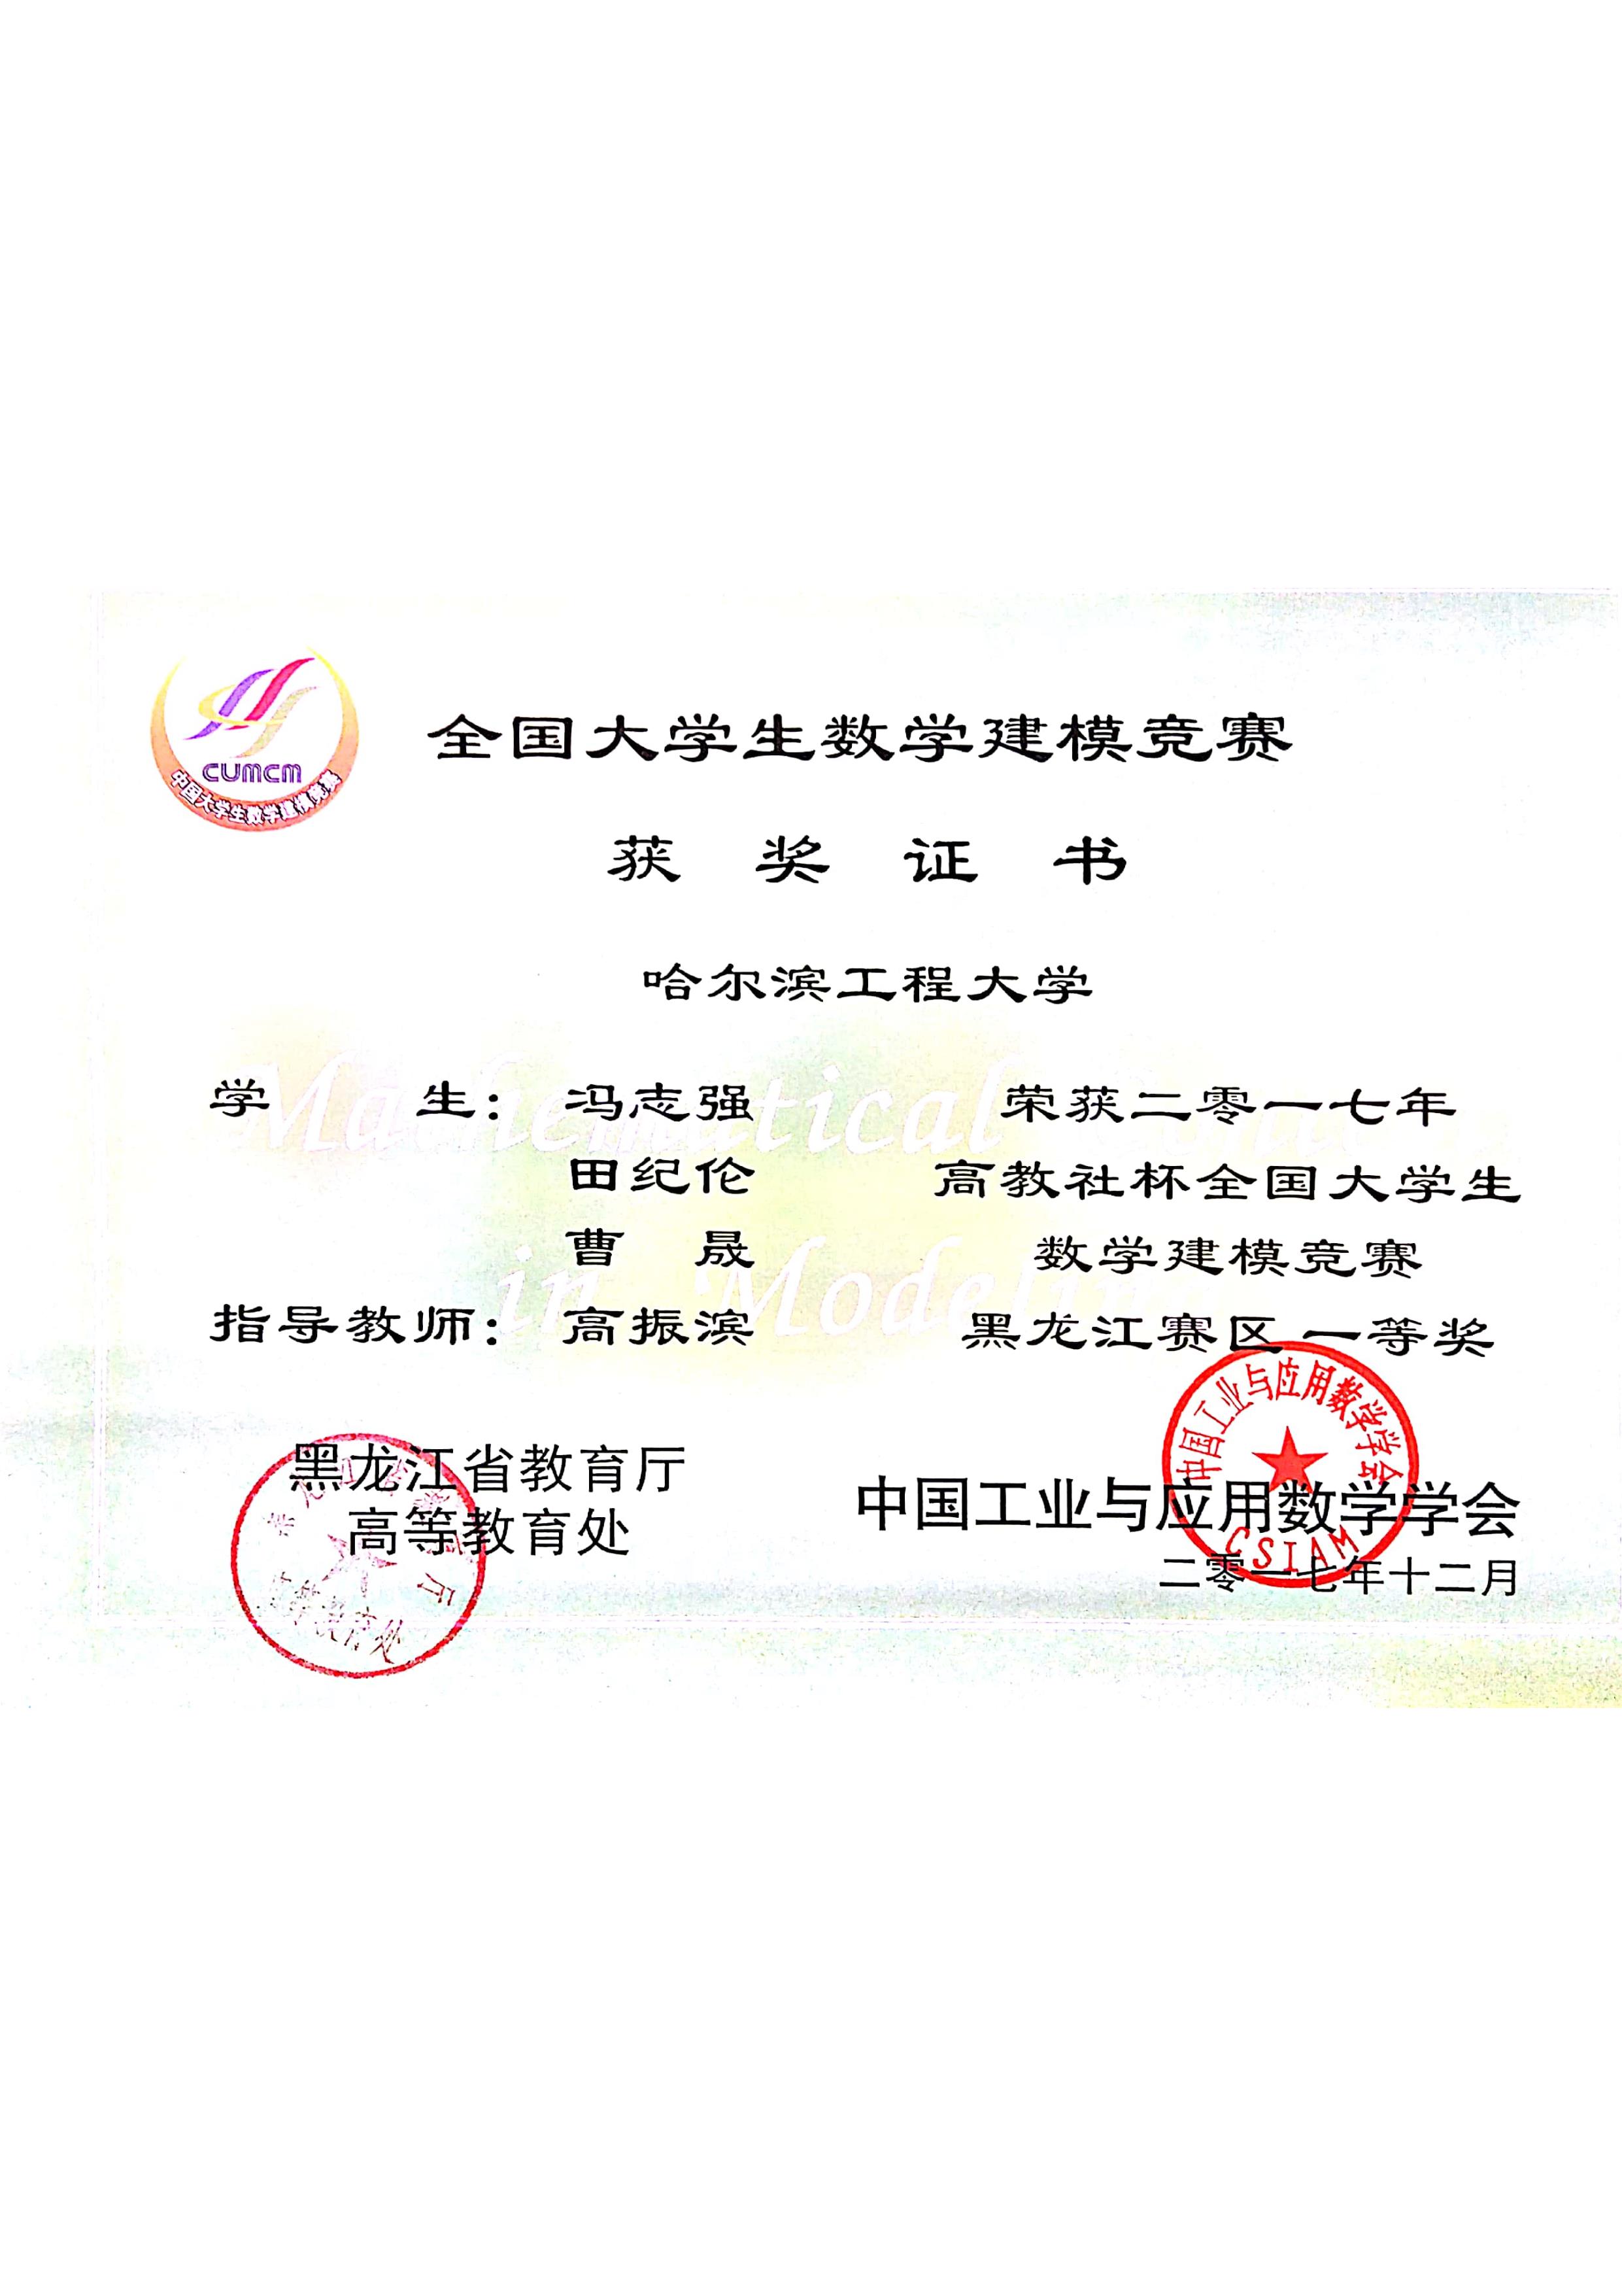 CUMCM
中国大学生数学建模竞赛
全国大学生数学建模竞赛
获奖证书
哈尔滨工程大学
Mathematical Cont
in Modeling
学生：冯志强
田纪伦
曹晟
指导教师：高振滨
荣获二零一七年
高教社杯全国大学生
数学建模竞赛
黑龙江赛区 一等奖
黑龙江省教育厅
高等教育处
中国工业与应用数学学会
CSIAM
中国工业与应用数学学会
二零一七年十二月